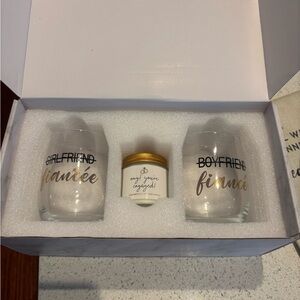 GIRLFRIEND
fiancée
omg! you're
engaged!
BOYFRIEND
fiancé